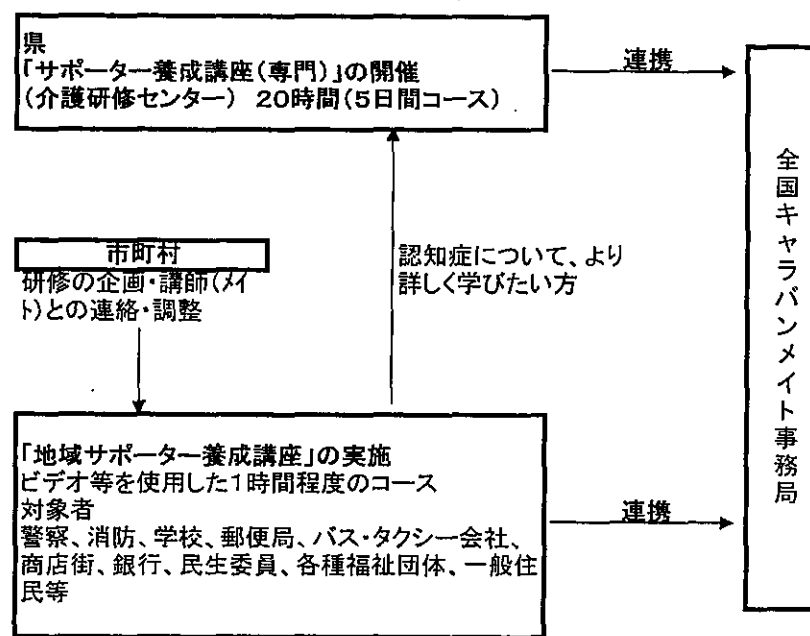 県
「サポーター養成講座(専門)」の開催
(介護研修センター) 20時間(5日間コース)
連携
市町村
研修の企画・講師(メイ
ト)との連絡・調整
認知症について、より
詳しく学びたい方
全国キャラバンメイト事務局
「地域サポーター養成講座」の実施
ビデオ等を使用した1時間程度のコース
対象者
警察、消防、学校、郵便局、バス・タクシー会社、
商店街、銀行、民生委員、各種福祉団体、一般住
民等
連携